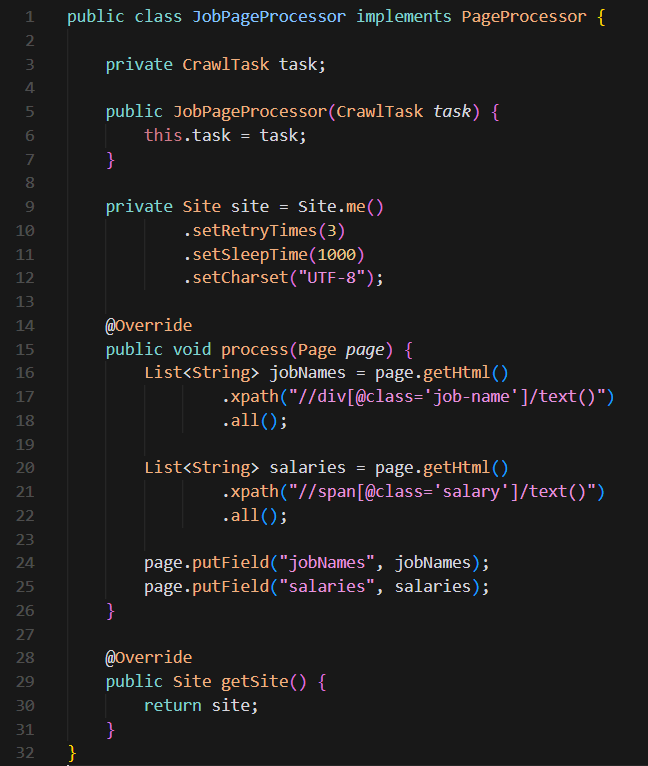 1 public class JobPageProcessor implements PageProcessor {
2
3     private CrawlTask task;
4
5     public JobPageProcessor(CrawlTask task) {
6         this.task = task;
7     }
8
9     private Site site = Site.me()
10             .setRetryTimes(3)
11             .setSleepTime(1000)
12             .setCharset("UTF-8");
13
14     @Override
15     public void process(Page page) {
16         List<String> jobNames = page.getHtml()
17                 .xpath("//div[@class='job-name']/text()")
18                 .all();
19
20         List<String> salaries = page.getHtml()
21                 .xpath("//span[@class='salary']/text()")
22                 .all();
23
24         page.putField("jobNames", jobNames);
25         page.putField("salaries", salaries);
26     }
27
28     @Override
29     public Site getSite() {
30         return site;
31     }
32 }